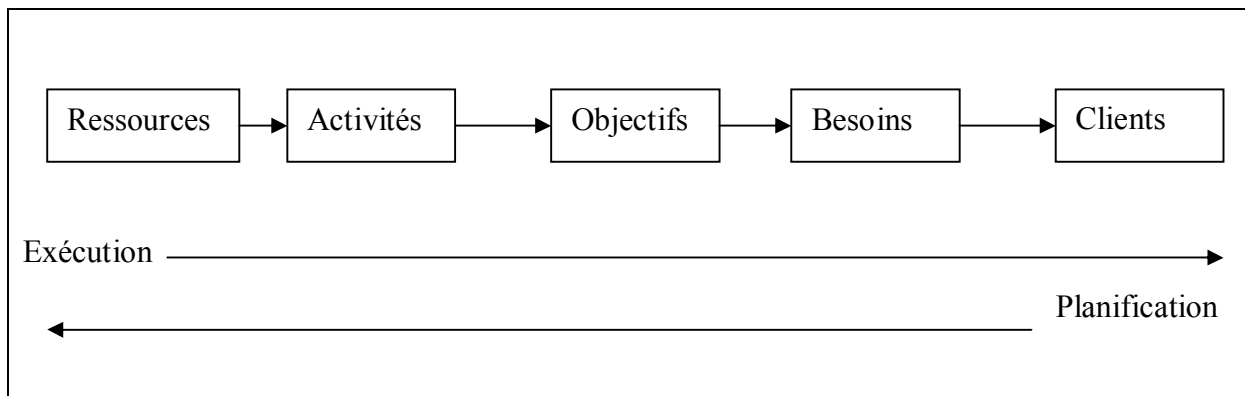 Ressources Activités Objectifs Besoins Clients
Exécution
Planification